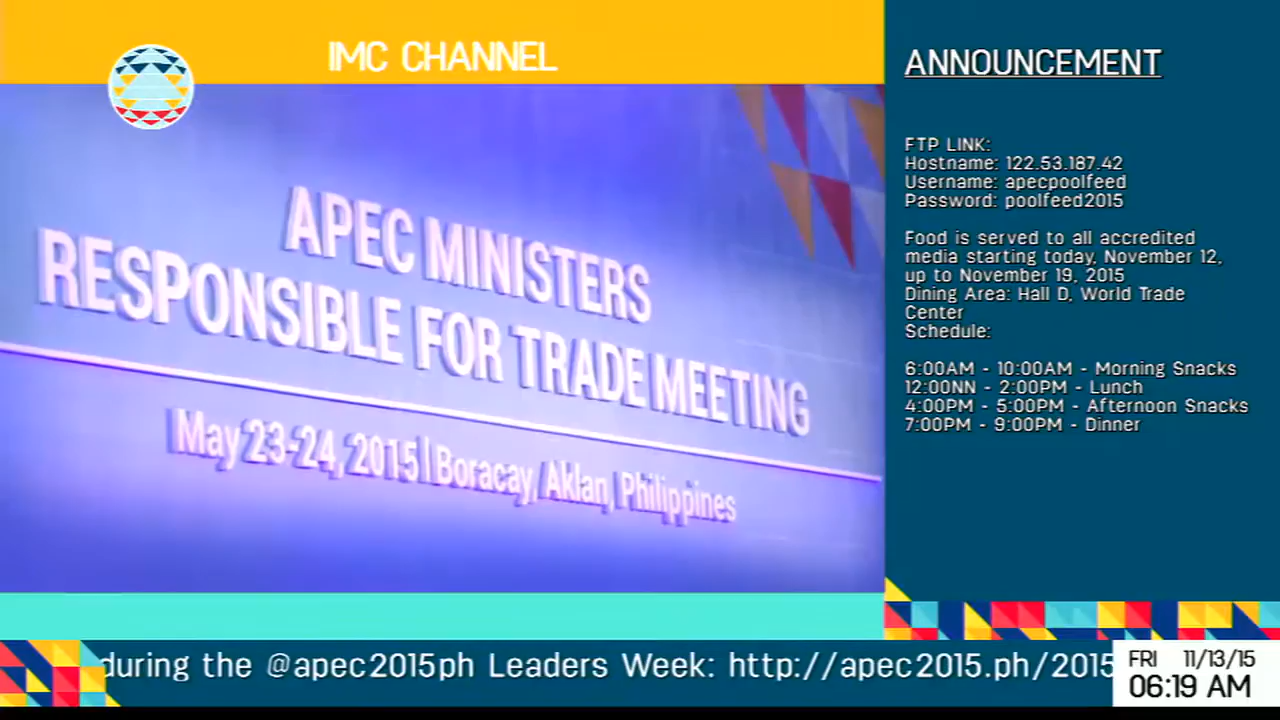 IMC CHANNEL
APEC MINISTERS
RESPONSIBLE FOR TRADE MEETING
May 23-24, 2015 | Boracay, Aklan, Philippines
ANNOUNCEMENT
FTP LINK:
Hostname: 122.53.187.42
Username: apecpoolfeed
Password: poolfeed2015
Food is served to all accredited
media starting today, November 12,
up to November 19, 2015
Dining Area: Hall D, World Trade
Center
Schedule:
6:00AM - 10:00AM - Morning Snacks
12:00NN - 2:00PM - Lunch
4:00PM - 5:00PM - Afternoon Snacks
7:00PM - 9:00PM - Dinner
during the @apec2015ph Leaders Week: http://apec2015.ph/2015
FRI 11/13/15
06:19 AM